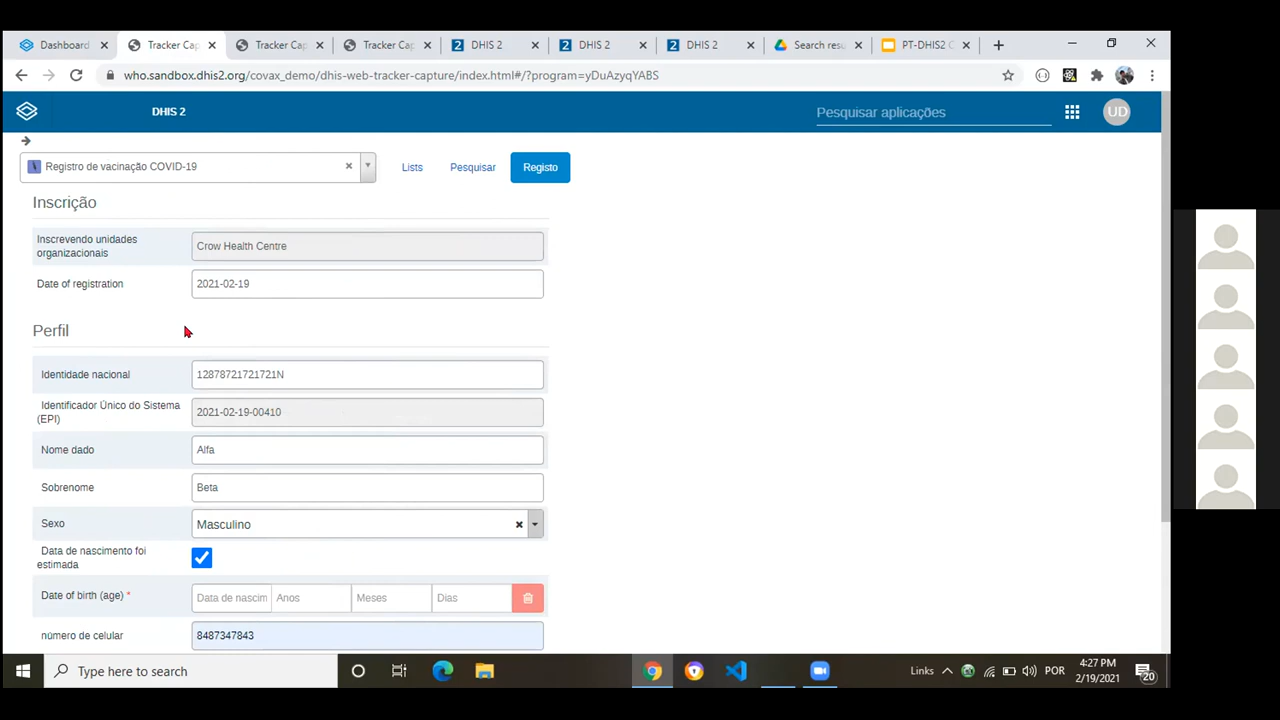 Dashboard
Tracker Cap
Tracker Cap
Tracker Cap
DHIS 2
DHIS 2
DHIS 2
Search resu
PT-DHIS2 C
who.sandbox.dhis2.org/covax_demo/dhis-web-tracker-capture/index.html#/?program=yDuAzyqYABS
DHIS 2
Pesquisar aplicações
UD
Registro de vacinação COVID-19
Lists
Pesquisar
Registo
Inscrição
Inscrevendo unidades
organizacionais
Crow Health Centre
Date of registration
2021-02-19
Perfil
Identidade nacional
12878721721721N
Identificador Único do Sistema
(EPI)
2021-02-19-00410
Nome dado
Alfa
Sobrenome
Beta
Sexo
Masculino
Data de nascimento foi
estimada
Date of birth (age) *
Data de nascim
Anos
Meses
Dias
número de celular
8487347843
Type here to search
Links
POR
4:27 PM
2/19/2021
20